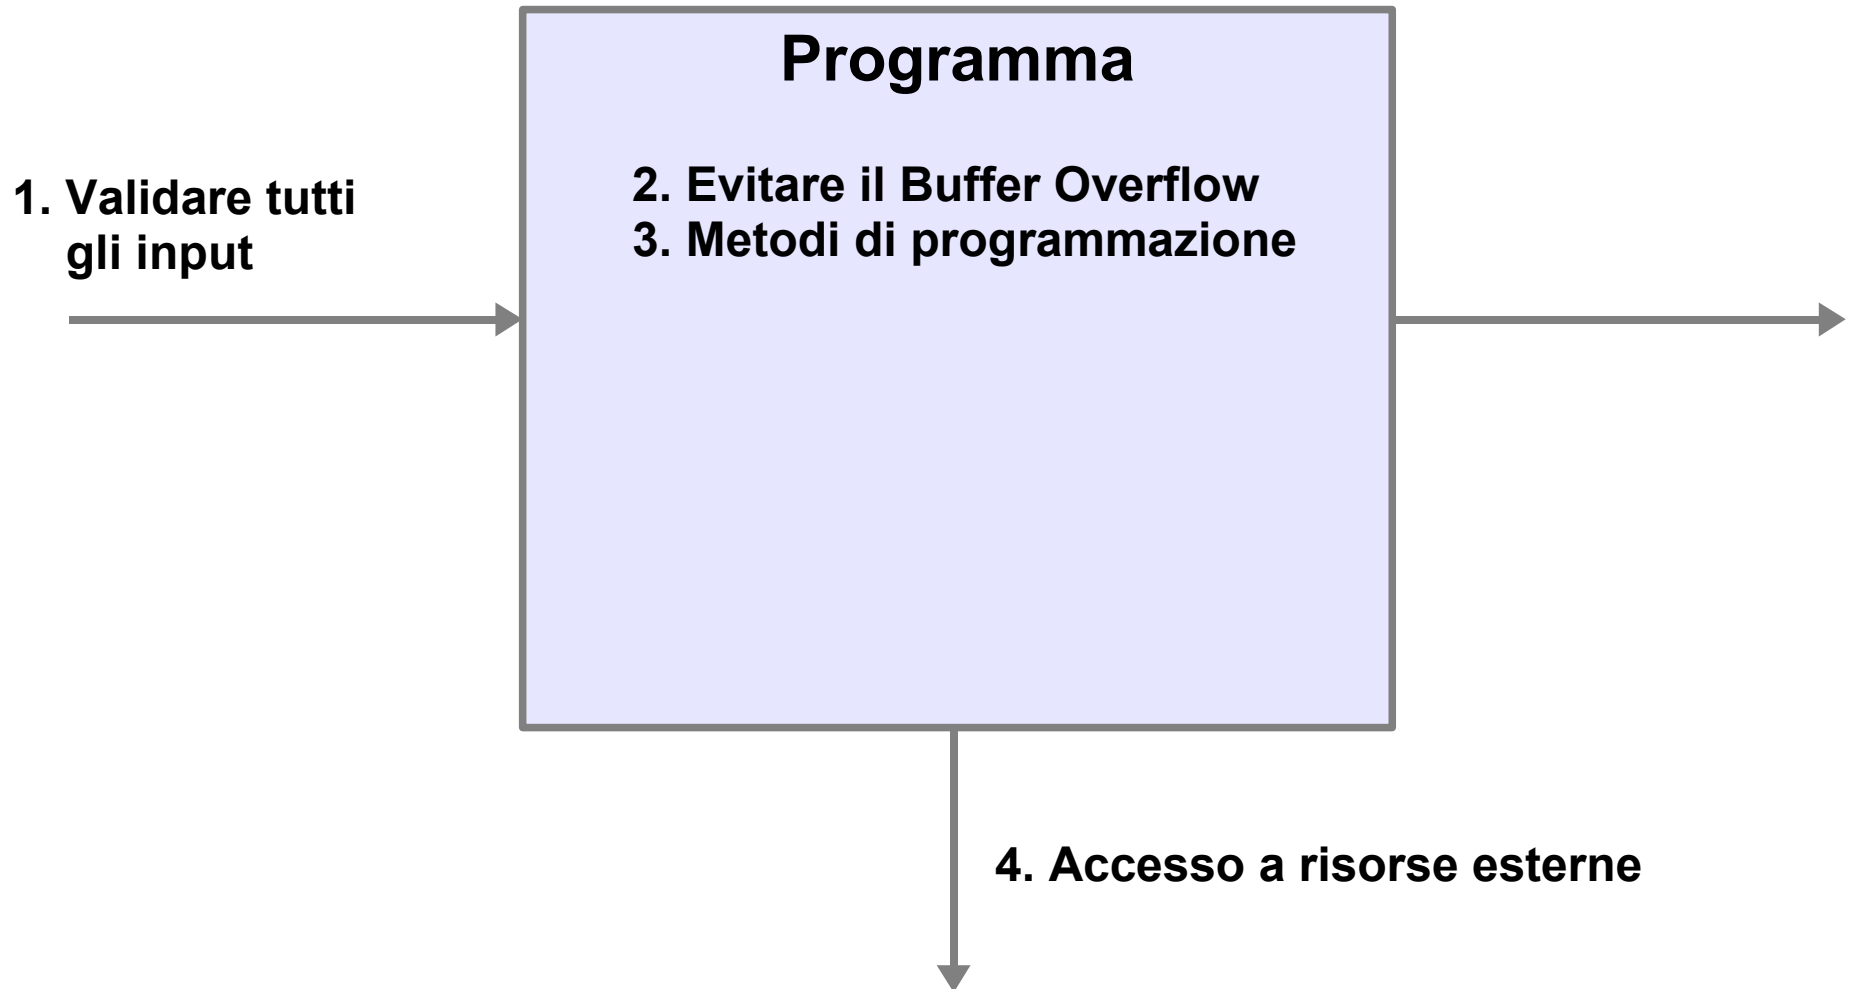 Programma
1. Validare tutti
gli input
2. Evitare il Buffer Overflow
3. Metodi di programmazione
4. Accesso a risorse esterne